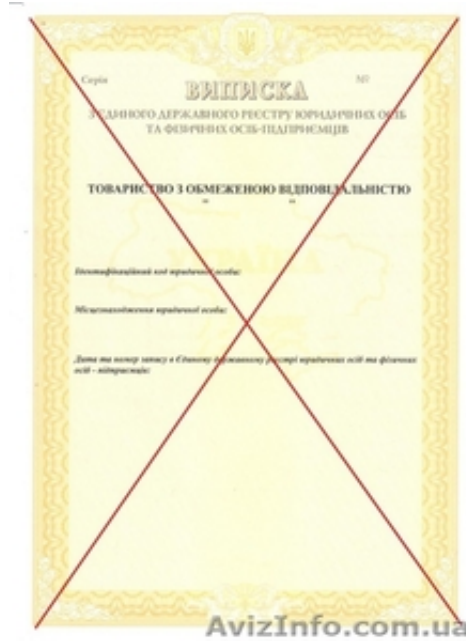 Серія №
ВИПИСКА
З ЄДИНОГО ДЕРЖАВНОГО РЕЄСТРУ ЮРИДИЧНИХ ОСІБ
ТА ФІЗИЧНИХ ОСІБ-ПІДПРИЄМЦІВ
ТОВАРИСТВО З ОБМЕЖЕНОЮ ВІДПОВІДАЛЬНІСТЮ
" "
Ідентифікаційний код юридичної особи:
Місцезнаходження юридичної особи:
Дата та номер запису в Єдиному державному реєстрі юридичних осіб та фізичних
осіб – підприємців:
AvizInfo.com.ua